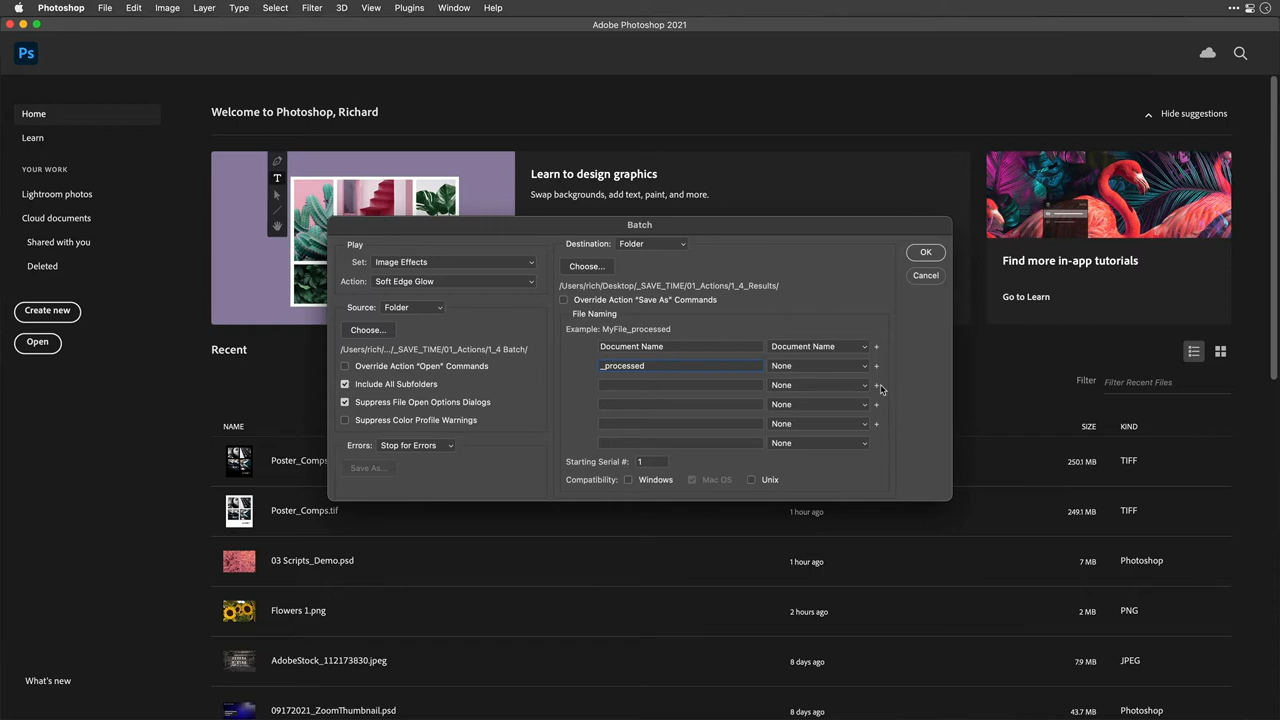 Photoshop File Edit Image Layer Type Select Filter 3D View Plugins Window Help
Adobe Photoshop 2021
Ps
Home
Learn
YOUR WORK
Lightroom photos
Cloud documents
Shared with you
Deleted
Create new
Open
What's new
Welcome to Photoshop, Richard
Hide suggestions
T
Learn to design graphics
Swap backgrounds, add text, paint, and more.
Find more in-app tutorials
Go to Learn
Batch
Play
Set: Image Effects
Action: Soft Edge Glow
Source: Folder
Choose...
/Users/rich/.../_SAVE_TIME/01_Actions/1_4 Batch/
Override Action “Open” Commands
Include All Subfolders
Suppress File Open Options Dialogs
Suppress Color Profile Warnings
Errors: Stop for Errors
Save As...
Destination: Folder
Choose...
/Users/rich/Desktop/_SAVE_TIME/01_Actions/1_4_Results/
Override Action “Save As” Commands
File Naming
Example: MyFile_processed
Document Name Document Name +
_processed None +
None +
None +
None +
None
Starting Serial #: 1
Compatibility: Windows Mac OS Unix
OK
Cancel
Recent
Filter Filter Recent Files
NAME SIZE KIND
Poster_Comps 250.1 MB TIFF
Poster_Comps.tif 1 hour ago 249.1 MB TIFF
03 Scripts_Demo.psd 1 hour ago 7 MB Photoshop
Flowers 1.png 2 hours ago 2 MB PNG
AdobeStock_112173830.jpeg 8 days ago 7.9 MB JPEG
09172021_ZoomThumbnail.psd 8 days ago 43.7 MB Photoshop